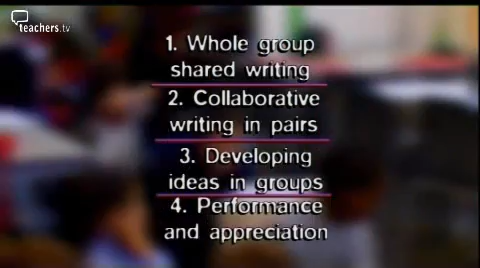 teachers.tv
1. Whole group
shared writing
2. Collaborative
writing in pairs
3. Developing
ideas in groups
4. Performance
and appreciation